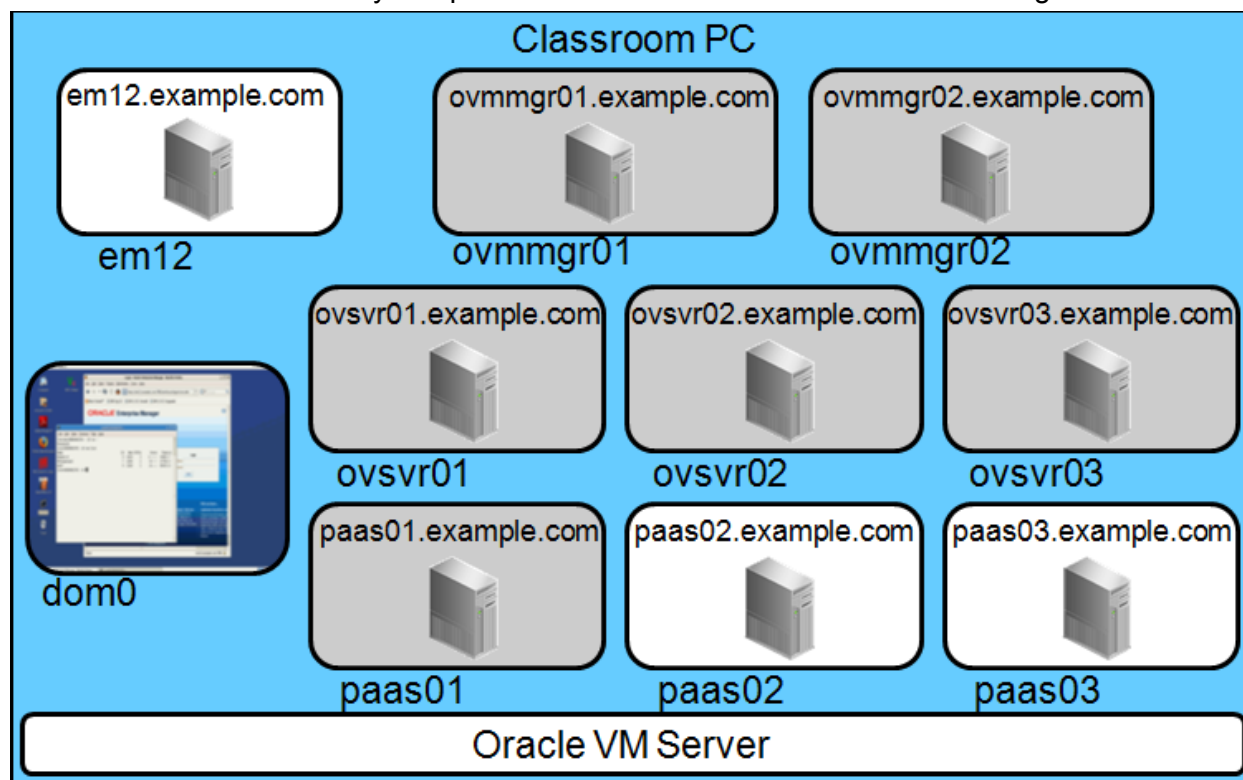 Classroom PC
em12.example.com
ovmmgr01.example.com
ovmmgr02.example.com
em12
ovmmgr01
ovmmgr02
ovsvr01.example.com
ovsvr02.example.com
ovsvr03.example.com
ovsvr01
ovsvr02
ovsvr03
dom0
paas01.example.com
paas02.example.com
paas03.example.com
paas01
paas02
paas03
Oracle VM Server